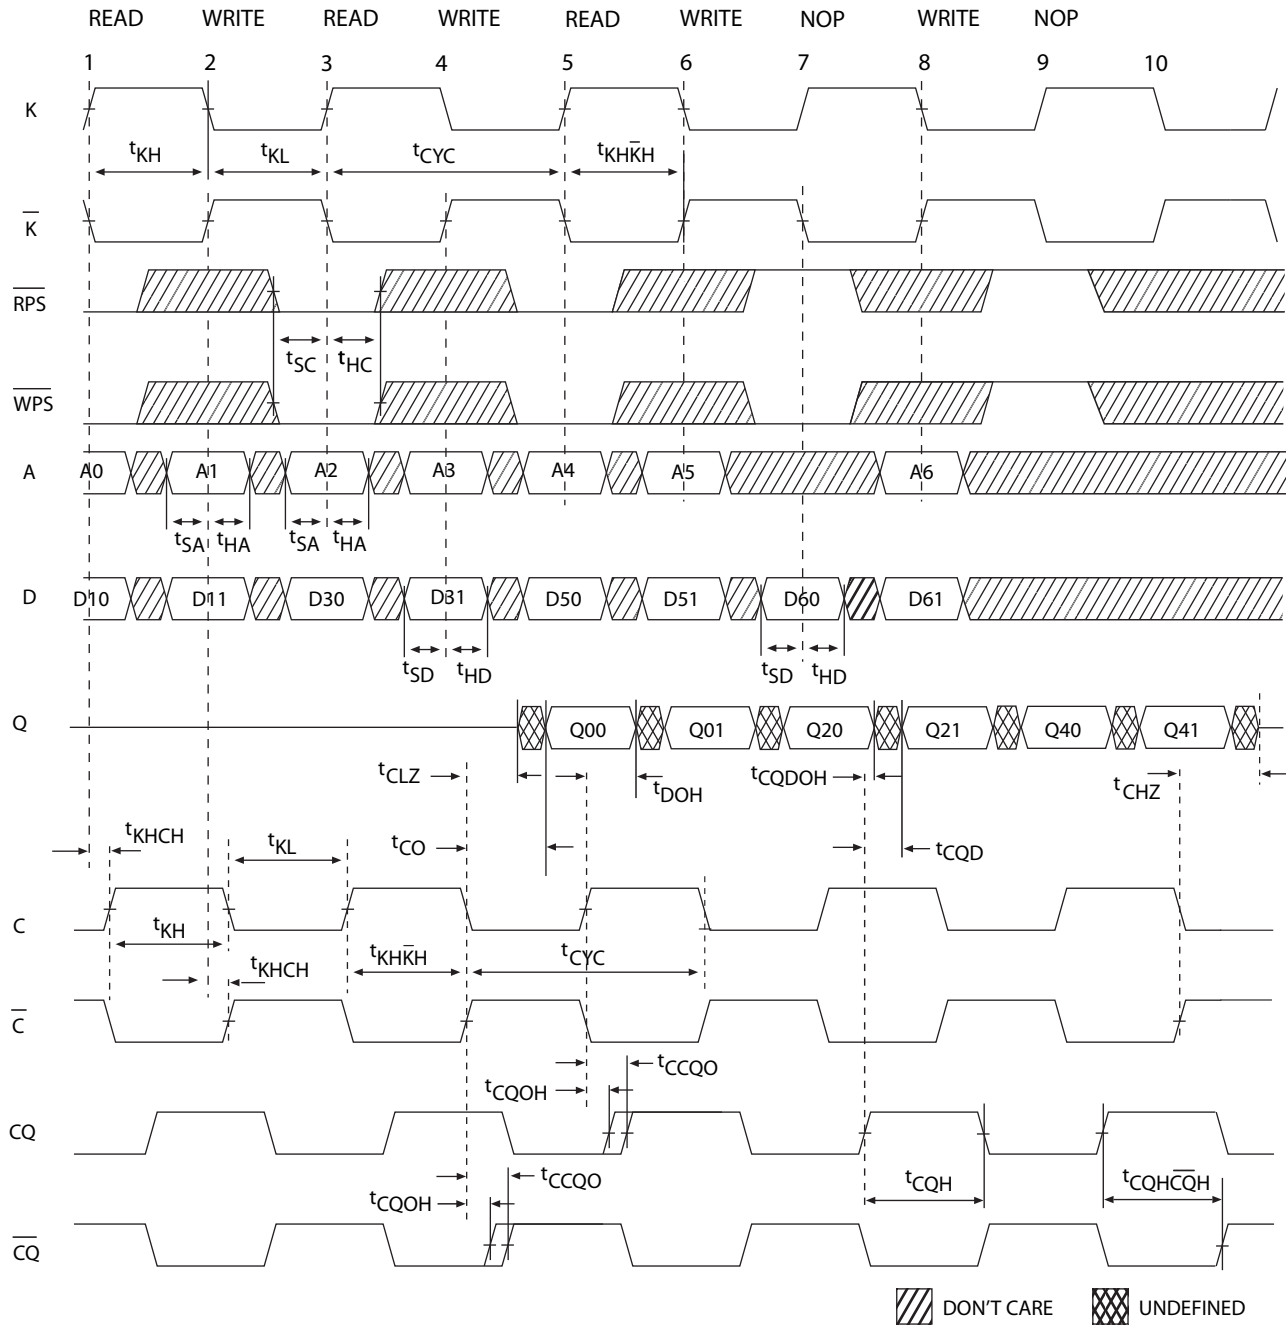 READ WRITE READ WRITE READ WRITE NOP WRITE NOP
1 2 3 4 5 6 7 8 9 10
K
tKH tKL tCYC tKHK̅H
K̅
R̅P̅S̅
tSC tHC
W̅P̅S̅
A A0 A1 A2 A3 A4 A5 A6
tSA tHA tSA tHA
D D10 D11 D30 D31 D50 D51 D60 D61
tSD tHD tSD tHD
Q Q00 Q01 Q20 Q21 Q40 Q41
tCLZ tDOH tCQDOH tCHZ
tKHCH tKL tCO tCQD
C
tKH tKHK̅H tCYC
tKHCH
C̅
tCCQO
tCQOH
CQ
tCCQO tCQH tCQHC̅Q̅H
tCQOH
C̅Q̅
DON'T CARE UNDEFINED